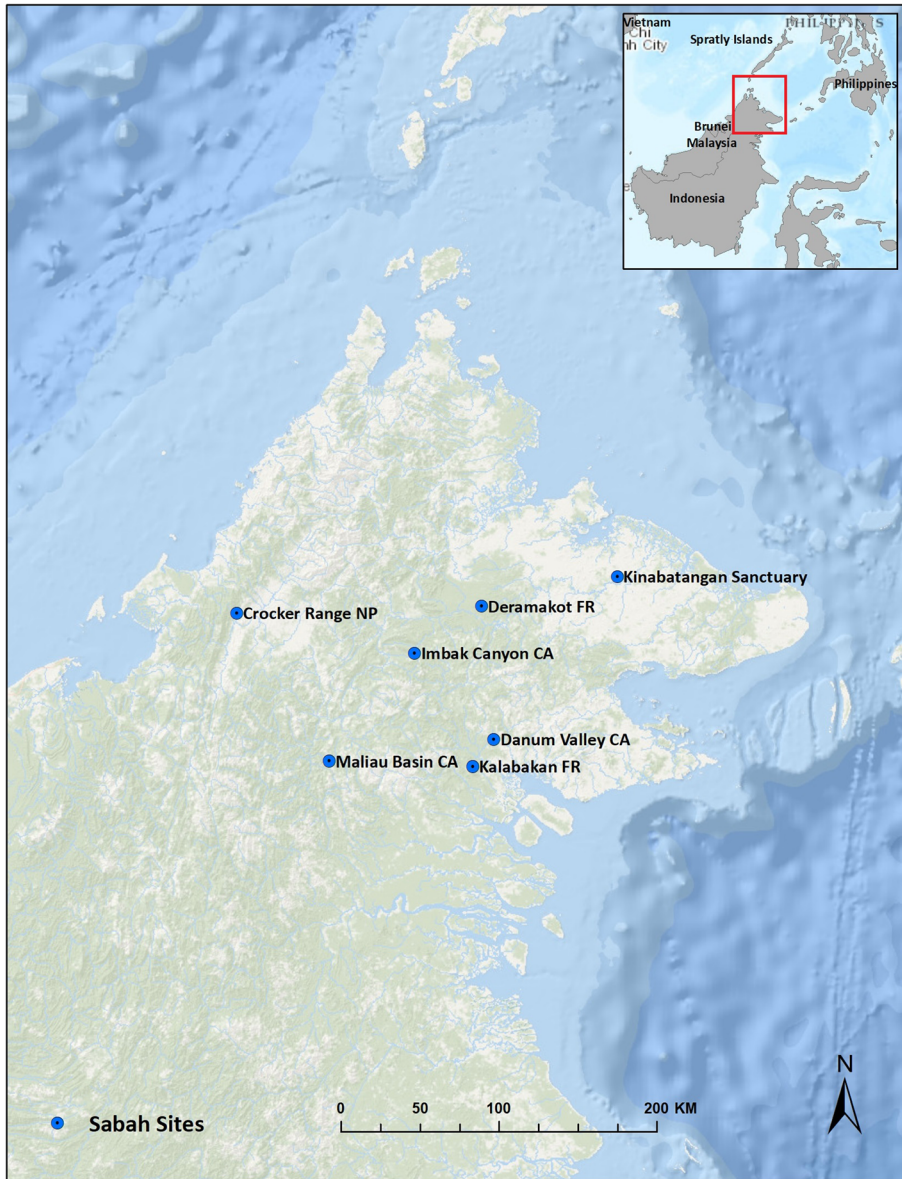 Vietnam
Chi
nh City
PHILIPPINES
Spratly Islands
Philippines
Brunei
Malaysia
Indonesia
Kinabatangan Sanctuary
Deramakot FR
Crocker Range NP
Imbak Canyon CA
Danum Valley CA
Maliau Basin CA
Kalabakan FR
N
0 50 100 200 KM
Sabah Sites